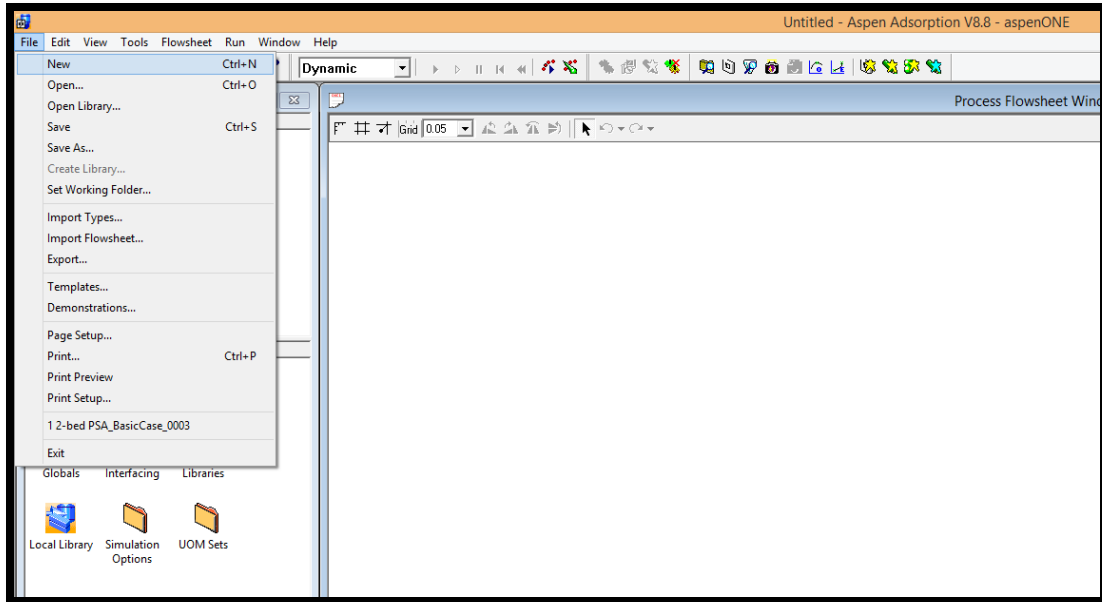 Untitled - Aspen Adsorption V8.8 - aspenONE
File Edit View Tools Flowsheet Run Window Help
New Ctrl+N
Dynamic
Open... Ctrl+O
Open Library...
Process Flowsheet Wind
Save Ctrl+S
Grid 0.05
Save As...
Create Library...
Set Working Folder...
Import Types...
Import Flowsheet...
Export...
Templates...
Demonstrations...
Page Setup...
Print... Ctrl+P
Print Preview
Print Setup...
1 2-bed PSA_BasicCase_0003
Exit
Globals Interfacing Libraries
Local Library Simulation Options UOM Sets